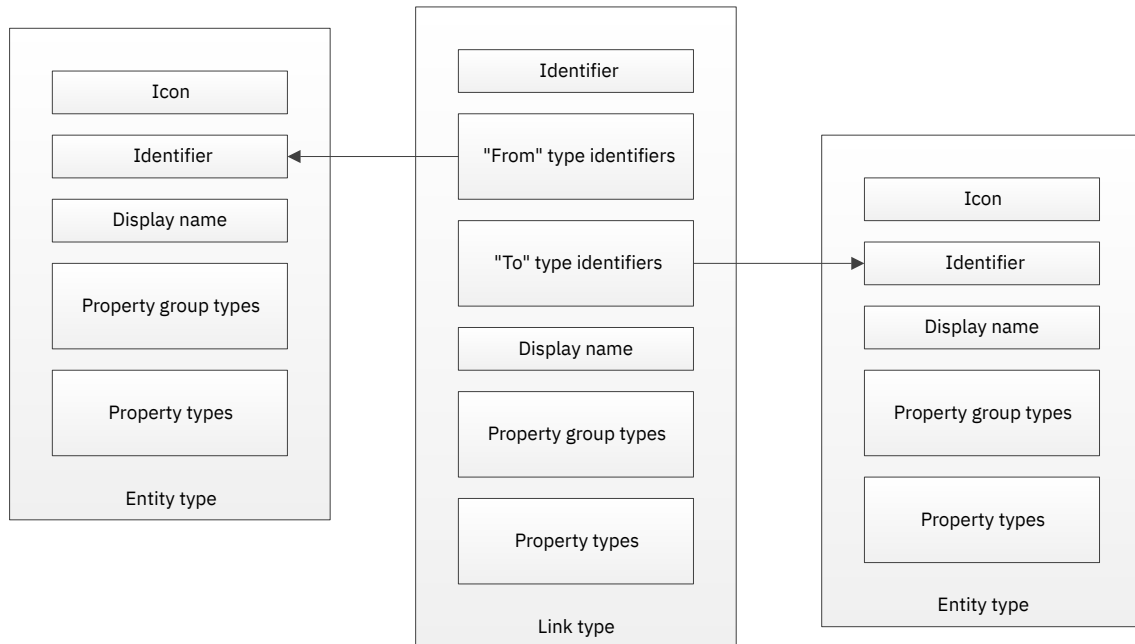 Icon
Identifier
Display name
Property group types
Property types
Entity type
Identifier
"From" type identifiers
"To" type identifiers
Display name
Property group types
Property types
Link type
Icon
Identifier
Display name
Property group types
Property types
Entity type